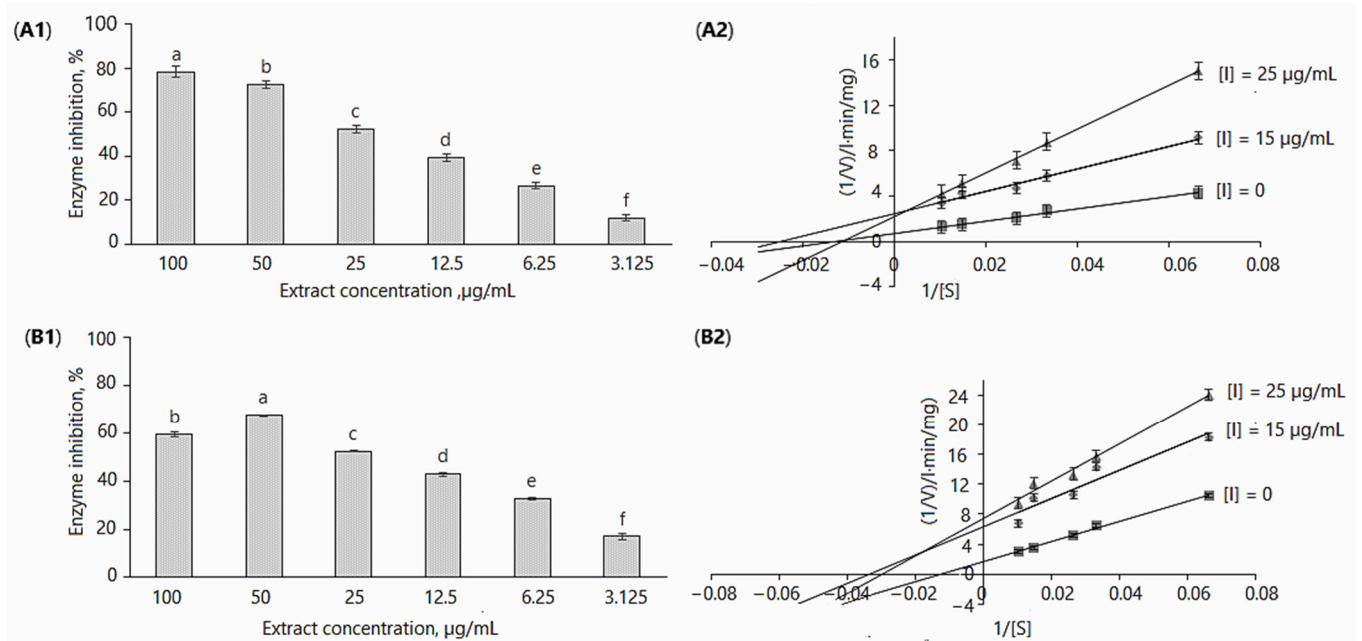 (A1)
100
80
60
40
20
0
Enzyme inhibition, %
a
b
c
d
e
f
100 50 25 12.5 6.25 3.125
Extract concentration ,µg/mL
(A2)
16
12
8
4
0
−4
(1/V)/l·min/mg)
[I] = 25 µg/mL
[I] = 15 µg/mL
[I] = 0
−0.04 −0.02 0 0.02 0.04 0.06 0.08
1/[S]
(B1)
100
80
60
40
20
0
Enzyme inhibition, %
b
a
c
d
e
f
100 50 25 12.5 6.25 3.125
Extract concentration, µg/mL
(B2)
24
20
16
12
8
4
0
−4
(1/V)/l·min/mg)
[I] = 25 µg/mL
[I] = 15 µg/mL
[I] = 0
−0.08 −0.06 −0.04 −0.02 0 0.02 0.04 0.06 0.08
1/[S]